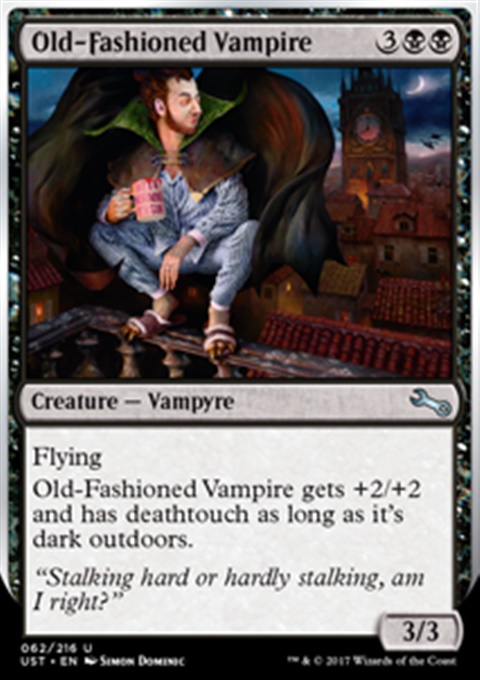 Old-Fashioned Vampire 3
Creature — Vampyre
Flying
Old-Fashioned Vampire gets +2/+2
and has deathtouch as long as it's
dark outdoors.
"Stalking hard or hardly stalking, am
I right?"
3/3
062/216 U
UST • EN Simon Dominic
™ & © 2017 Wizards of the Coast